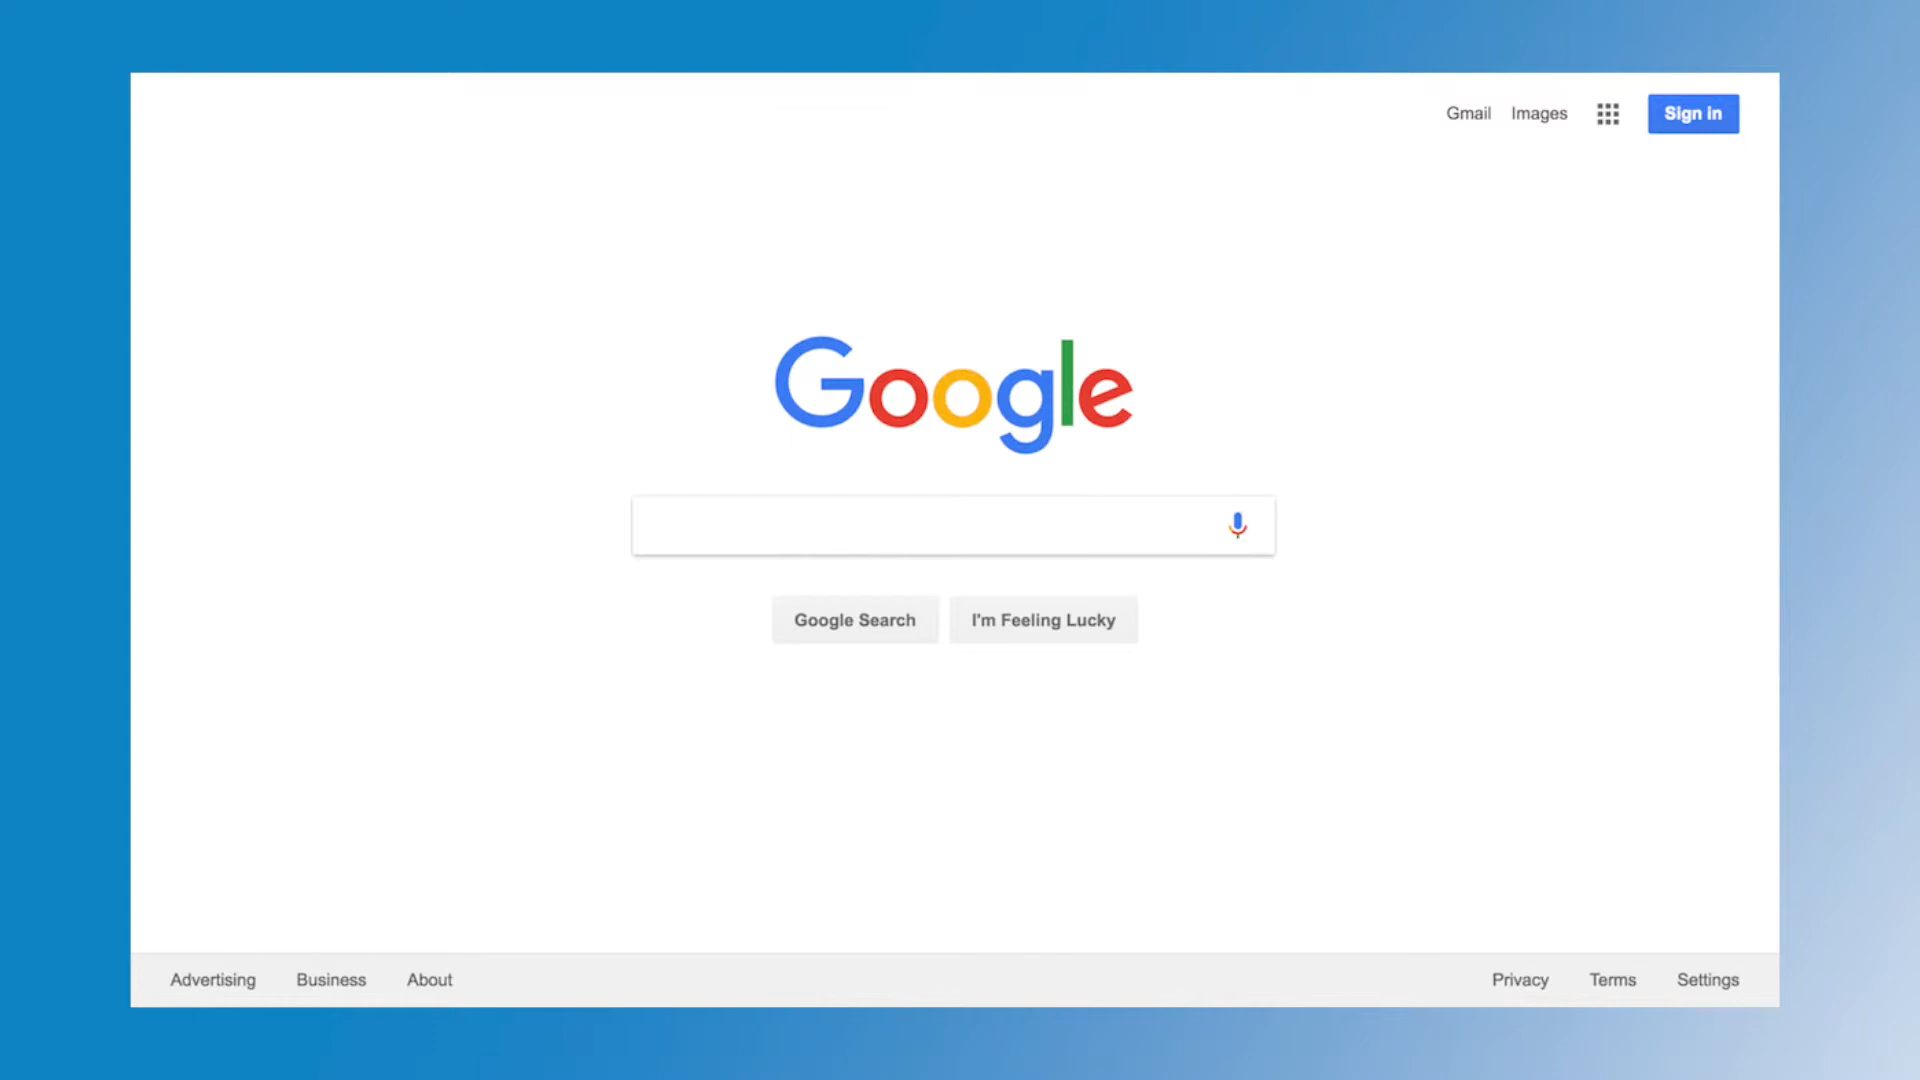 Gmail Images Sign in
Google
Google Search I'm Feeling Lucky
Advertising Business About Privacy Terms Settings